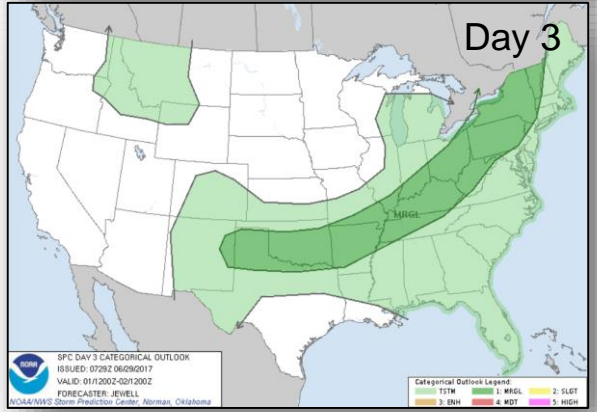 Day 3
MRGL
NOAA
SPC DAY 3 CATEGORICAL OUTLOOK
ISSUED: 0729Z 06/29/2017
VALID: 01/1200Z-02/1200Z
FORECASTER: JEWELL
NOAA/NWS Storm Prediction Center, Norman, Oklahoma
Categorical Outlook Legend:
TSTM 1: MRGL 2: SLGT
3: ENH 4: MDT 5: HIGH